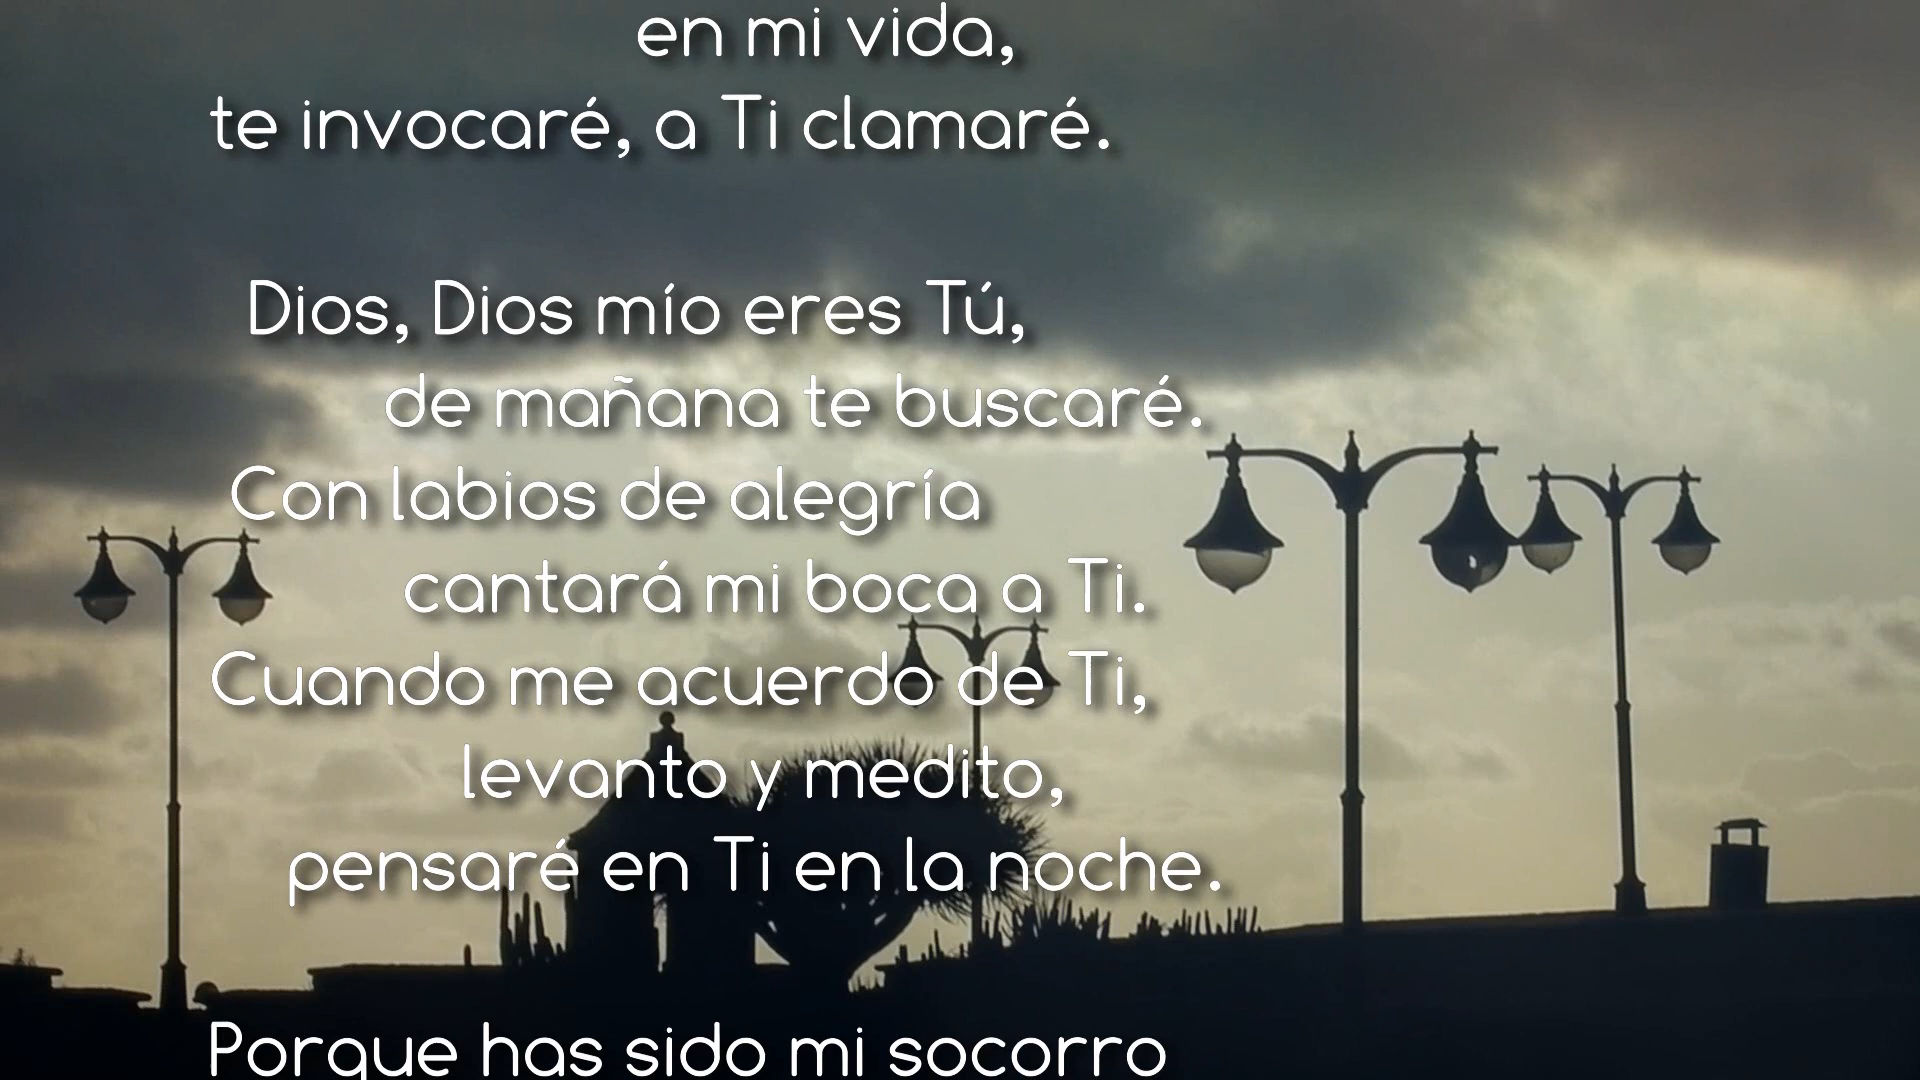 en mi vida,
te invocaré, a Ti clamaré.
Dios, Dios mío eres Tú,
de mañana te buscaré.
Con labios de alegría
cantará mi boca a Ti.
Cuando me acuerdo de Ti,
levanto y medito,
pensaré en Ti en la noche.
Porque has sido mi socorro